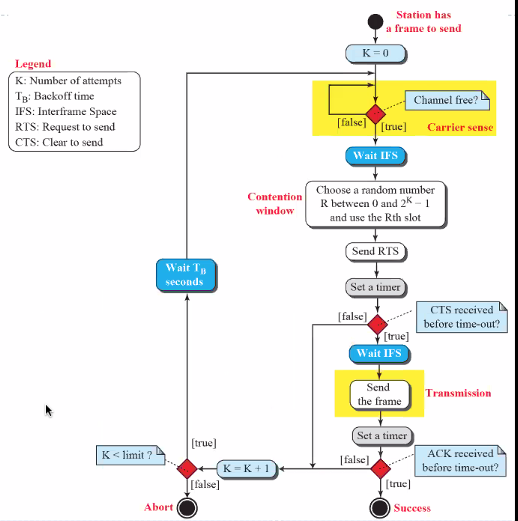 Station has
a frame to send
K = 0
Legend
K: Number of attempts
TB: Backoff time
IFS: Interframe Space
RTS: Request to send
CTS: Clear to send
Channel free?
[false]
[true]
Carrier sense
Wait IFS
Contention
window
Choose a random number
R between 0 and 2^K − 1
and use the Rth slot
Send RTS
Wait TB
seconds
Set a timer
[false]
CTS received
before time-out?
[true]
Wait IFS
Send
the frame
Transmission
Set a timer
[true]
K < limit ?
K = K + 1
[false]
ACK received
before time-out?
[false]
[true]
Abort
Success